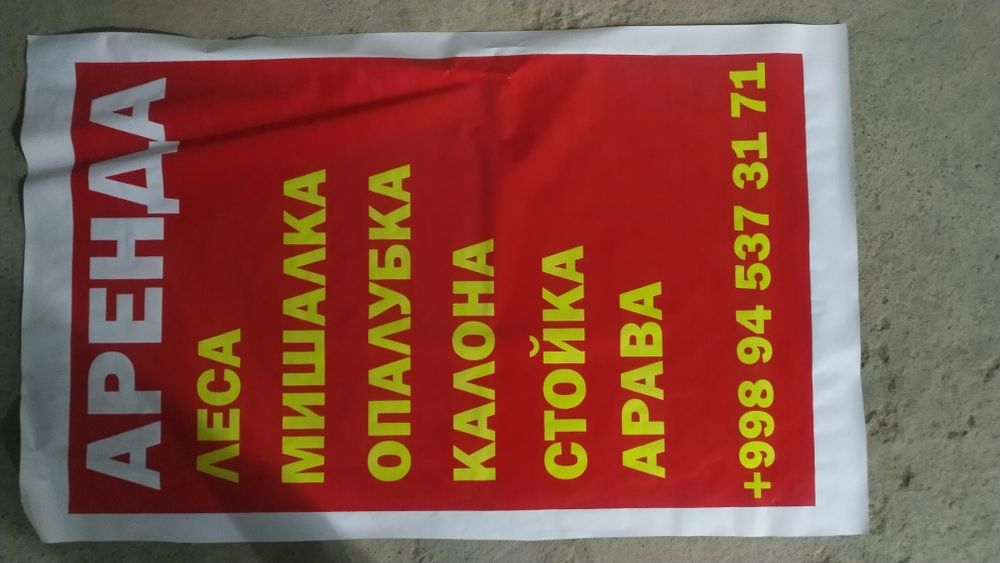 АРЕНДА
ЛЕСА
МИШАЛКА
ОПАЛУБКА
КАЛОНА
СТОЙКА
АРАВА
+998 94 537 31 71